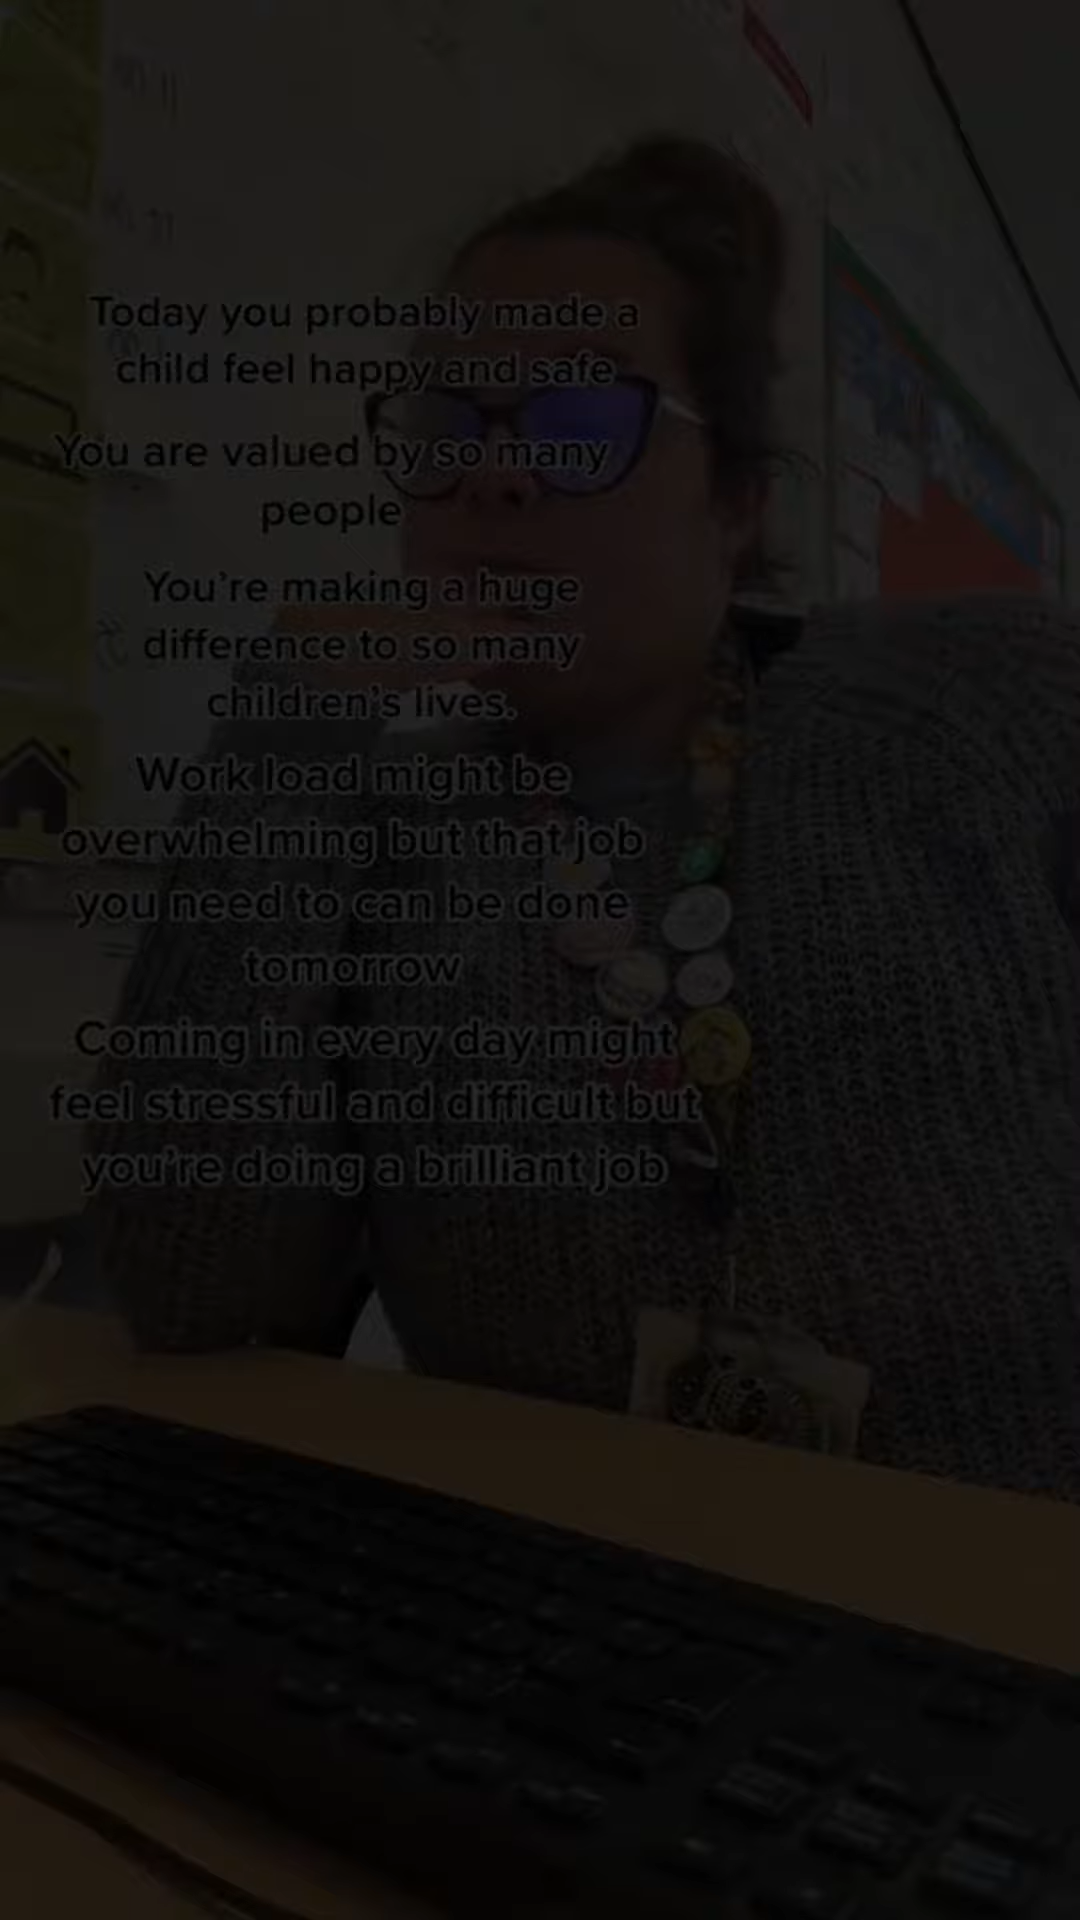 Today you probably made a
child feel happy and safe
You are valued by so many
people
You're making a huge
difference to so many
children's lives.
Work load might be
overwhelming but that job
you need to can be done
tomorrow
Coming in every day might
feel stressful and difficult but
you're doing a brilliant job